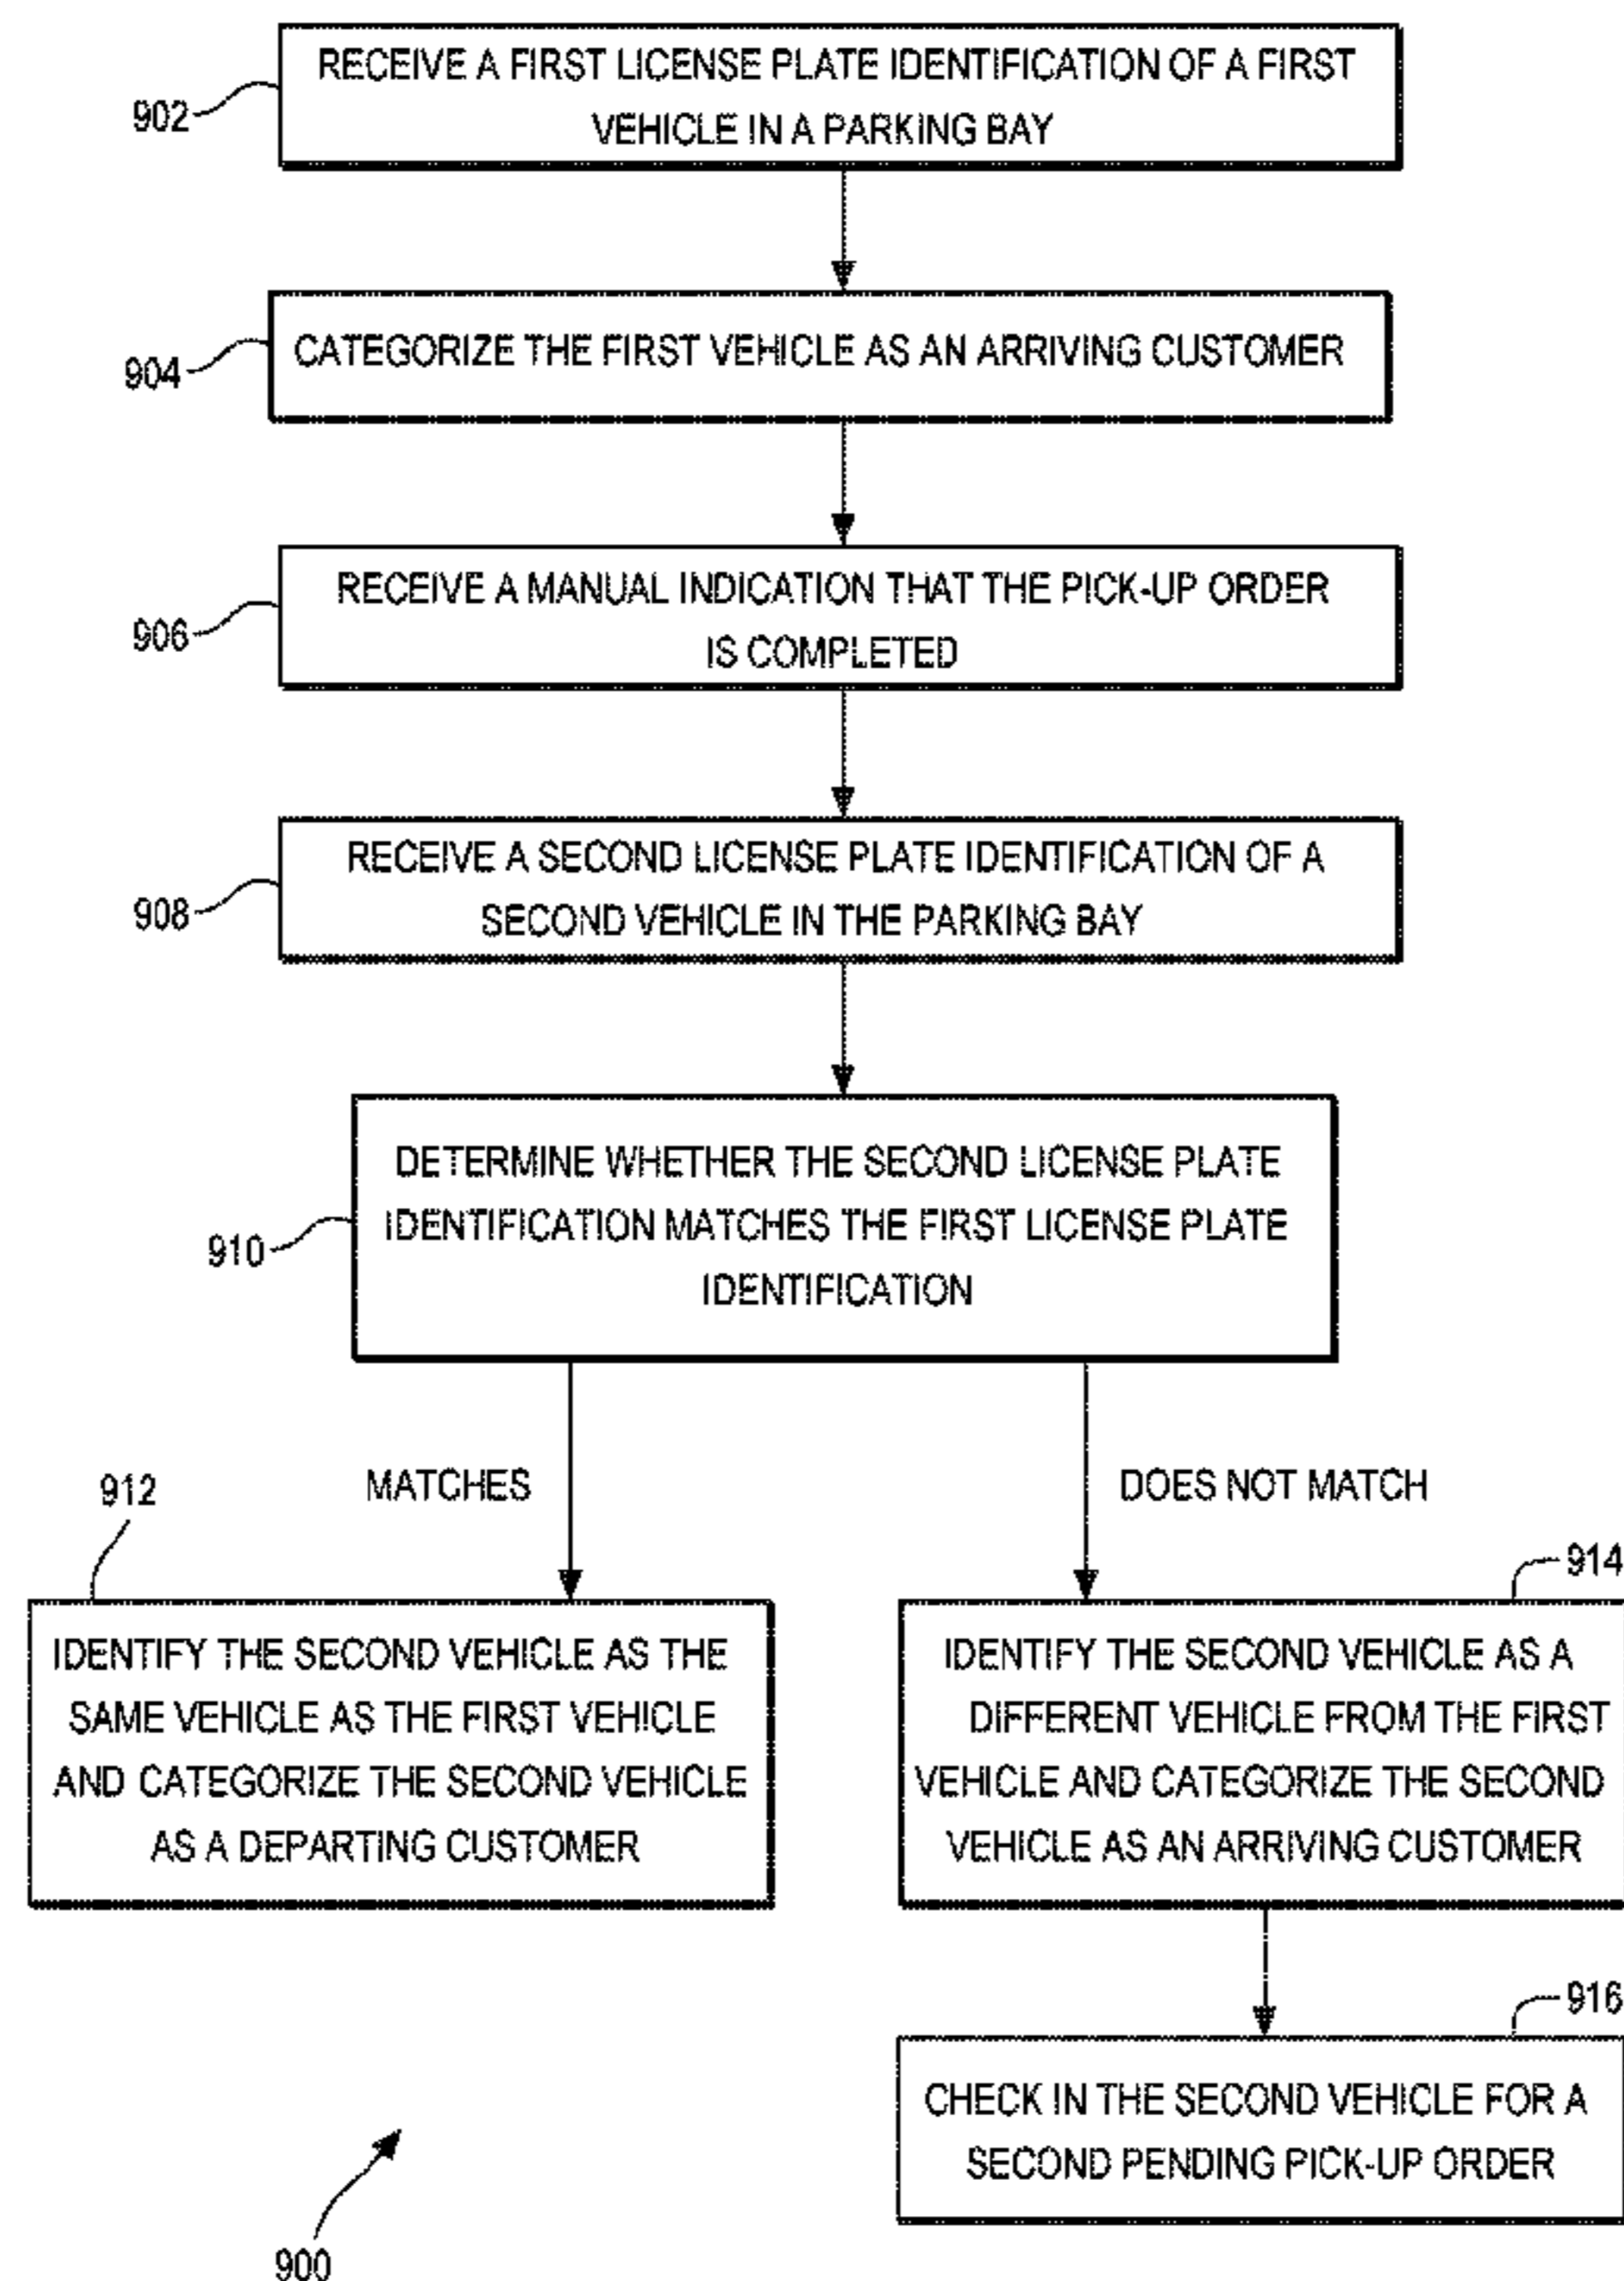 RECEIVE A FIRST LICENSE PLATE IDENTIFICATION OF A FIRST
VEHICLE IN A PARKING BAY
902
CATEGORIZE THE FIRST VEHICLE AS AN ARRIVING CUSTOMER
904
RECEIVE A MANUAL INDICATION THAT THE PICK-UP ORDER
IS COMPLETED
906
RECEIVE A SECOND LICENSE PLATE IDENTIFICATION OF A
SECOND VEHICLE IN THE PARKING BAY
908
DETERMINE WHETHER THE SECOND LICENSE PLATE
IDENTIFICATION MATCHES THE FIRST LICENSE PLATE
IDENTIFICATION
910
MATCHES
DOES NOT MATCH
912
IDENTIFY THE SECOND VEHICLE AS THE
SAME VEHICLE AS THE FIRST VEHICLE
AND CATEGORIZE THE SECOND VEHICLE
AS A DEPARTING CUSTOMER
914
IDENTIFY THE SECOND VEHICLE AS A
DIFFERENT VEHICLE FROM THE FIRST
VEHICLE AND CATEGORIZE THE SECOND
VEHICLE AS AN ARRIVING CUSTOMER
916
CHECK IN THE SECOND VEHICLE FOR A
SECOND PENDING PICK-UP ORDER
900